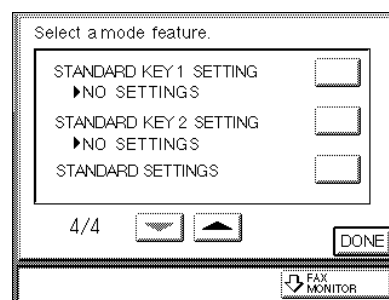 Select a mode feature.
STANDARD KEY 1 SETTING
▶NO SETTINGS
STANDARD KEY 2 SETTING
▶NO SETTINGS
STANDARD SETTINGS
4/4
DONE
FAX
MONITOR